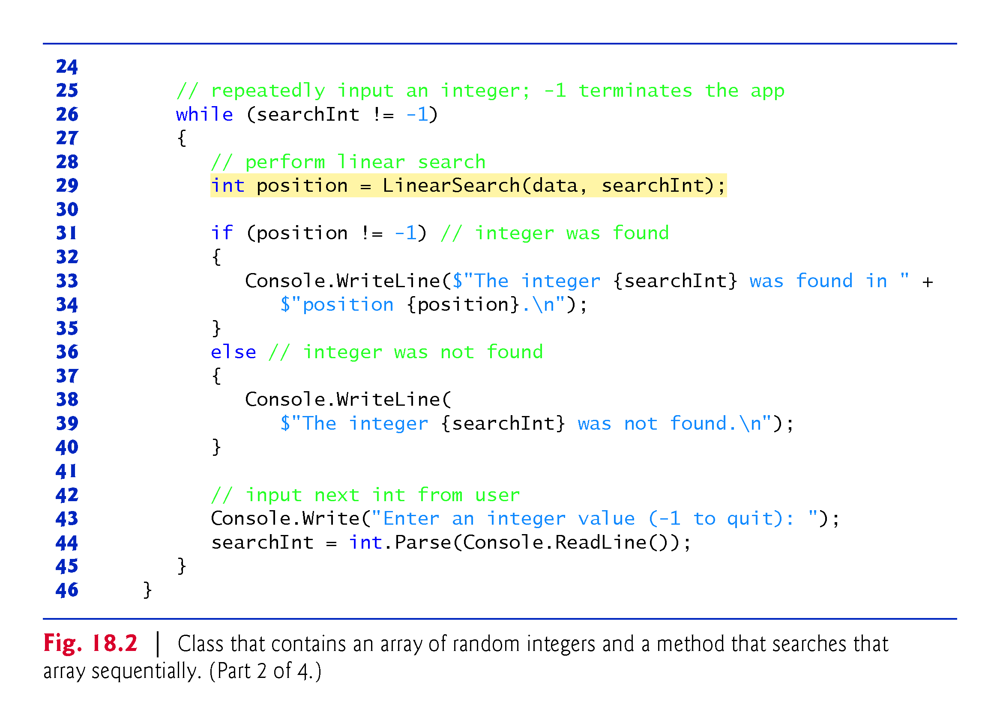 24
25 // repeatedly input an integer; -1 terminates the app
26 while (searchInt != -1)
27 {
28 // perform linear search
29 int position = LinearSearch(data, searchInt);
30
31 if (position != -1) // integer was found
32 {
33 Console.WriteLine($"The integer {searchInt} was found in " +
34 $"position {position}.\n");
35 }
36 else // integer was not found
37 {
38 Console.WriteLine(
39 $"The integer {searchInt} was not found.\n");
40 }
41
42 // input next int from user
43 Console.Write("Enter an integer value (-1 to quit): ");
44 searchInt = int.Parse(Console.ReadLine());
45 }
46 }
Fig. 18.2 | Class that contains an array of random integers and a method that searches that
array sequentially. (Part 2 of 4.)